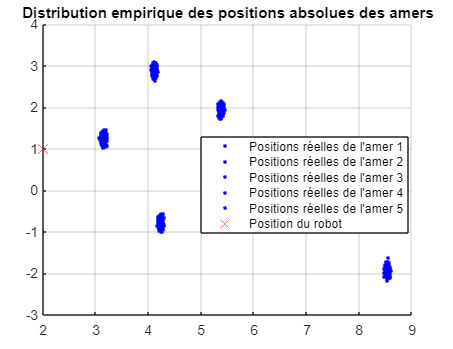 Distribution empirique des positions absolues des amers
4
3
2
1
0
-1
-2
-3
2 3 4 5 6 7 8 9
Positions réelles de l'amer 1
Positions réelles de l'amer 2
Positions réelles de l'amer 3
Positions réelles de l'amer 4
Positions réelles de l'amer 5
Position du robot